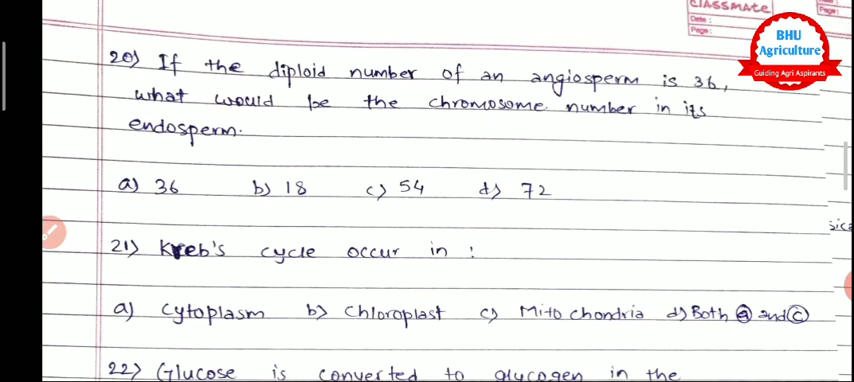 CLASSMATE
Date :
Page :
Page :
BHU
Agriculture
Guiding Agri Aspirants
20) If the diploid number of an angiosperm is 36,
what would be the chromosome number in its
endosperm.
a) 36 b) 18 c) 54 d) 72
21) Kreb's cycle occur in :
a) Cytoplasm b) Chloroplast c) Mitochondria d) Both ⓐ and ⓒ
22) Glucose is converted to glycogen in the